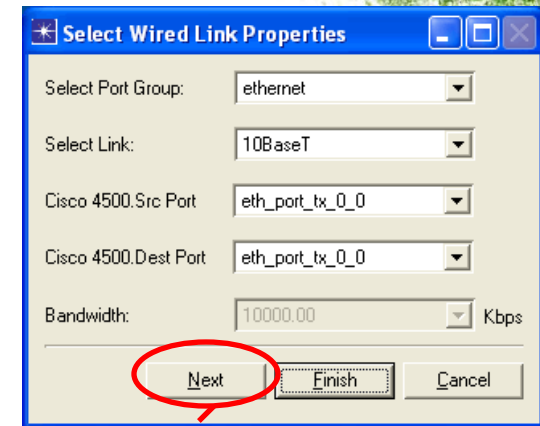 Select Wired Link Properties
Select Port Group: ethernet
Select Link: 10BaseT
Cisco 4500.Src Port eth_port_tx_0_0
Cisco 4500.Dest Port eth_port_tx_0_0
Bandwidth: 10000.00 Kbps
Next Finish Cancel